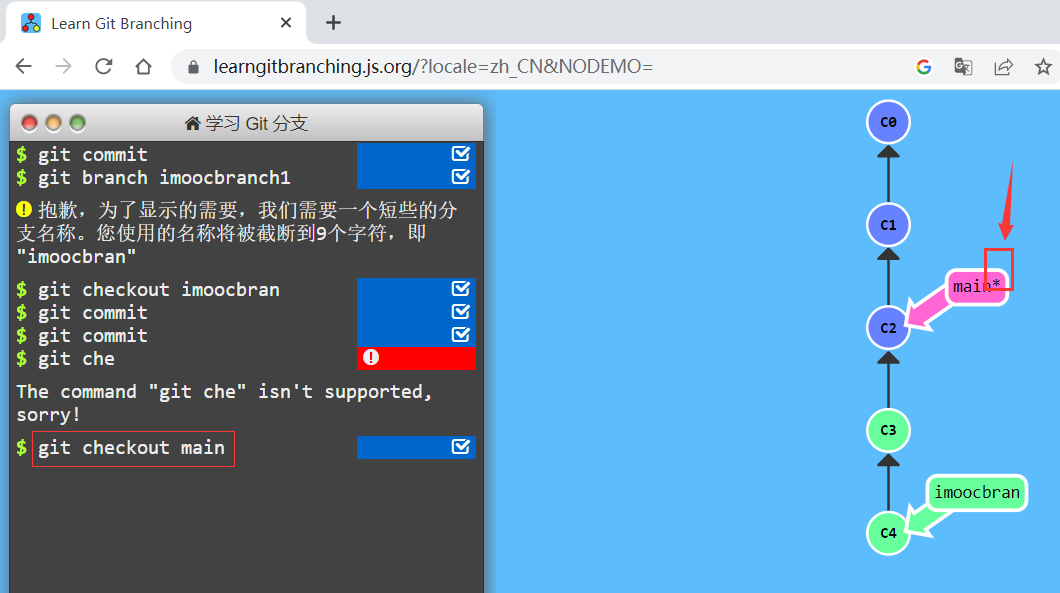 Learn Git Branching
learngitbranching.js.org/?locale=zh_CN&NODEMO=
学习 Git 分支
$ git commit
$ git branch imoocbranch1
抱歉，为了显示的需要，我们需要一个短些的分
支名称。您使用的名称将被截断到9个字符，即
"imoocbran"
$ git checkout imoocbran
$ git commit
$ git commit
$ git che
The command "git che" isn't supported,
sorry!
$ git checkout main
C0
C1
main*
C2
C3
imoocbran
C4